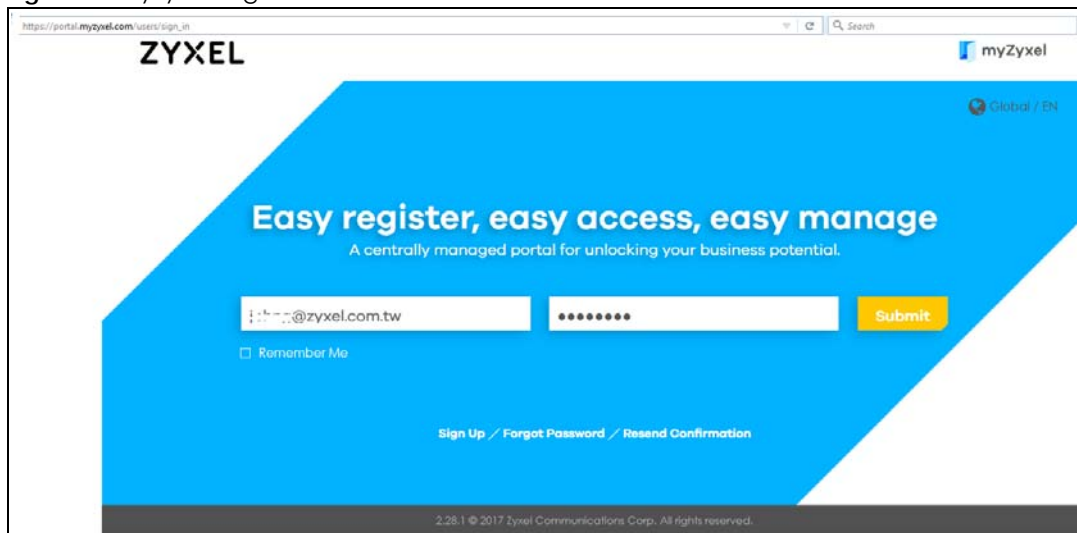 https://portal.myzyxel.com/users/sign_in
Search
ZYXEL
myZyxel
Global / EN
Easy register, easy access, easy manage
A centrally managed portal for unlocking your business potential.
@zyxel.com.tw
Submit
Remember Me
Sign Up / Forgot Password / Resend Confirmation
2.28.1 © 2017 Zyxel Communications Corp. All rights reserved.